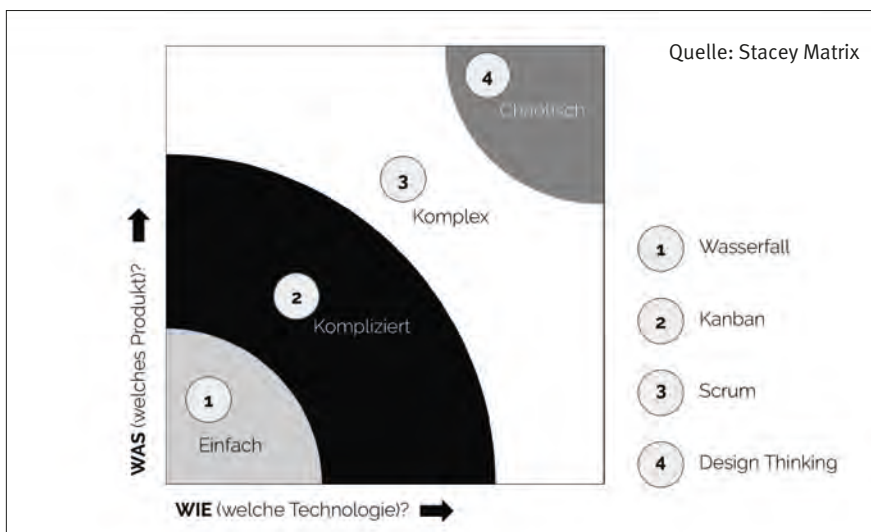 Quelle: Stacey Matrix
4
Chaotisch
3
Komplex
2
Kompliziert
1
Einfach
WAS (welches Produkt)?
WIE (welche Technologie)?
1 Wasserfall
2 Kanban
3 Scrum
4 Design Thinking